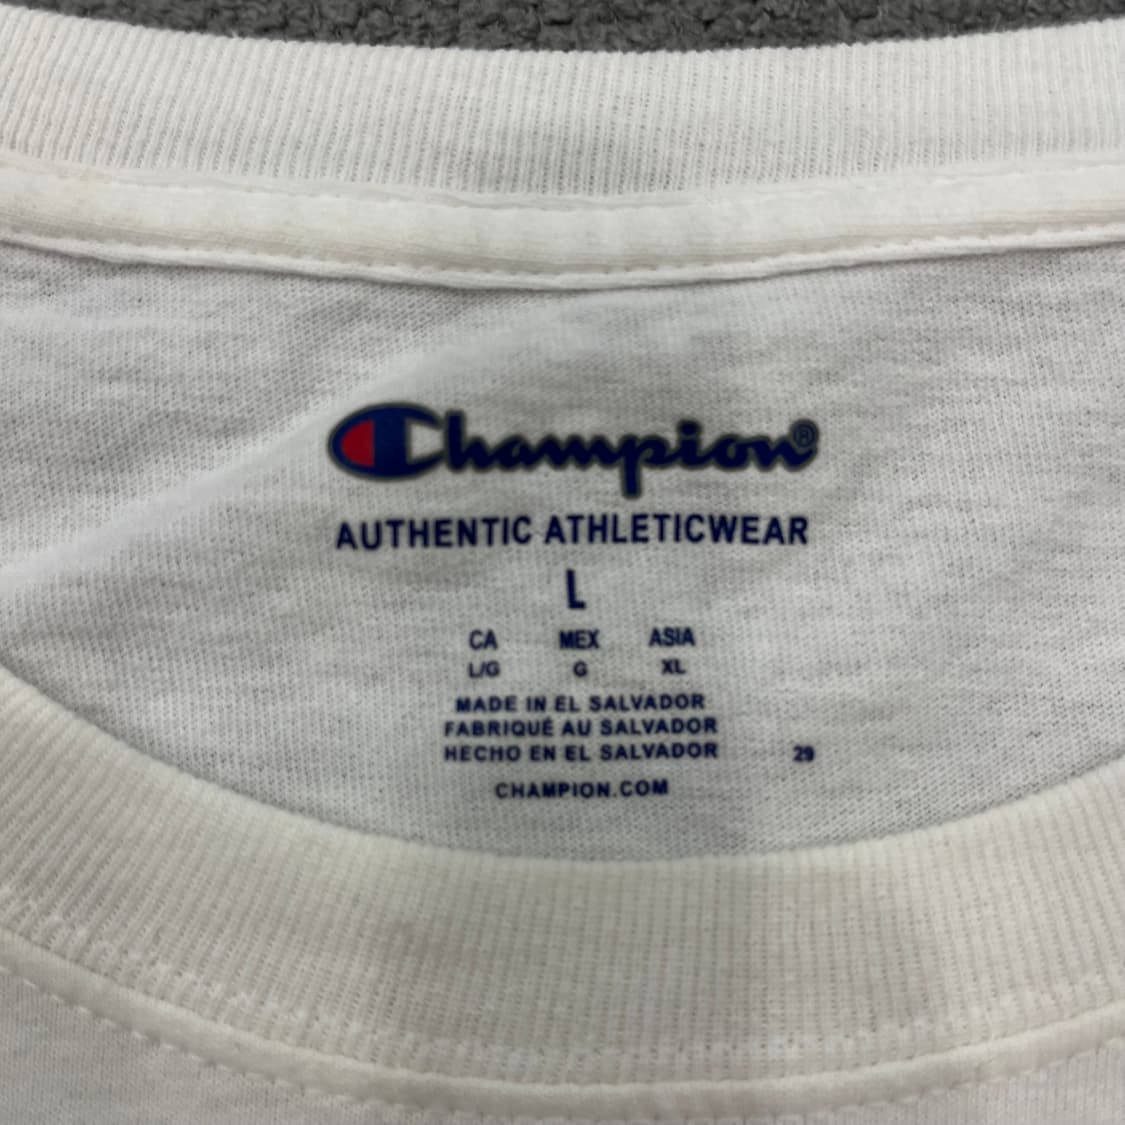 Champion®
AUTHENTIC ATHLETICWEAR
L
CA MEX ASIA
L/G G XL
MADE IN EL SALVADOR
FABRIQUÉ AU SALVADOR
HECHO EN EL SALVADOR 29
CHAMPION.COM